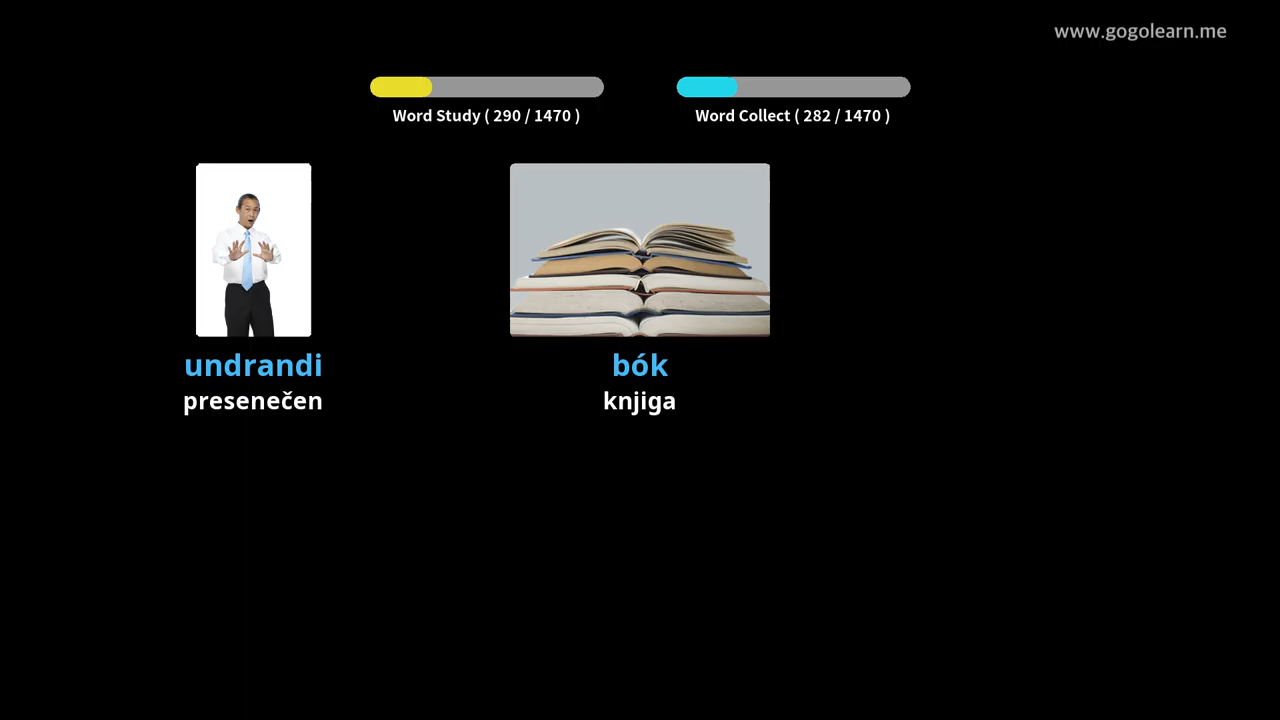 www.gogolearn.me
Word Study ( 290 / 1470 )
Word Collect ( 282 / 1470 )
undrandi
presenečen
bók
knjiga